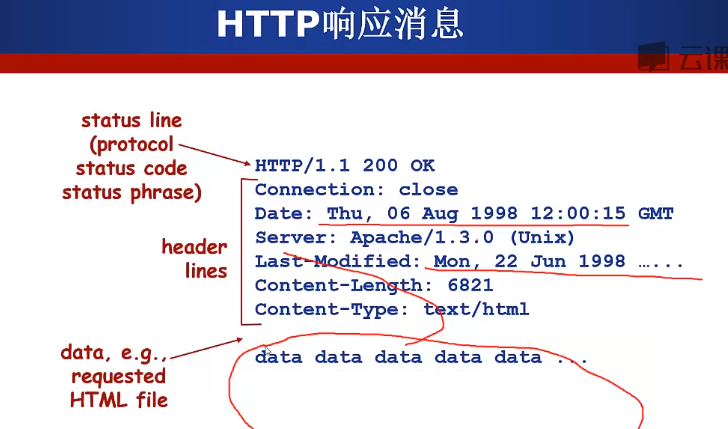 HTTP响应消息
云课
status line
(protocol
status code
status phrase)
HTTP/1.1 200 OK
Connection: close
Date: Thu, 06 Aug 1998 12:00:15 GMT
Server: Apache/1.3.0 (Unix)
Last-Modified: Mon, 22 Jun 1998 …...
Content-Length: 6821
Content-Type: text/html
header
lines
data, e.g.,
requested
HTML file
data data data data data ...